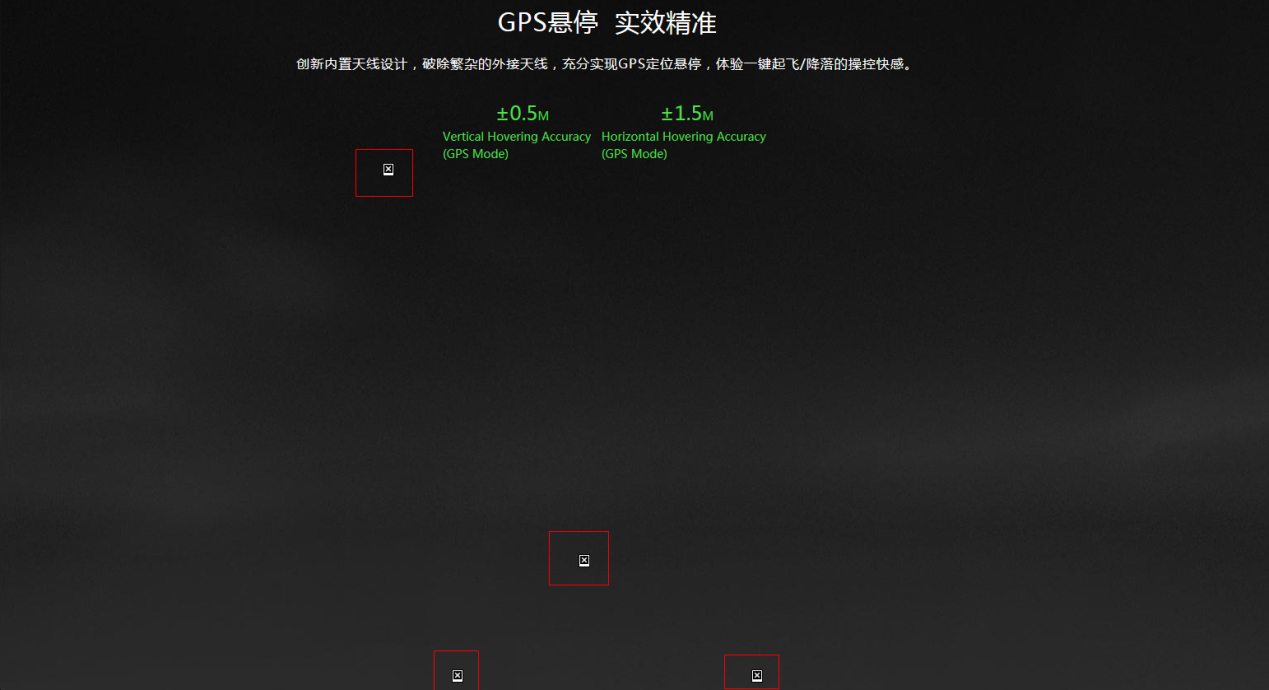 GPS悬停 实效精准
创新内置天线设计，破除繁杂的外接天线，充分实现GPS定位悬停，体验一键起飞/降落的操控快感。
±0.5M ±1.5M
Vertical Hovering Accuracy Horizontal Hovering Accuracy
(GPS Mode) (GPS Mode)